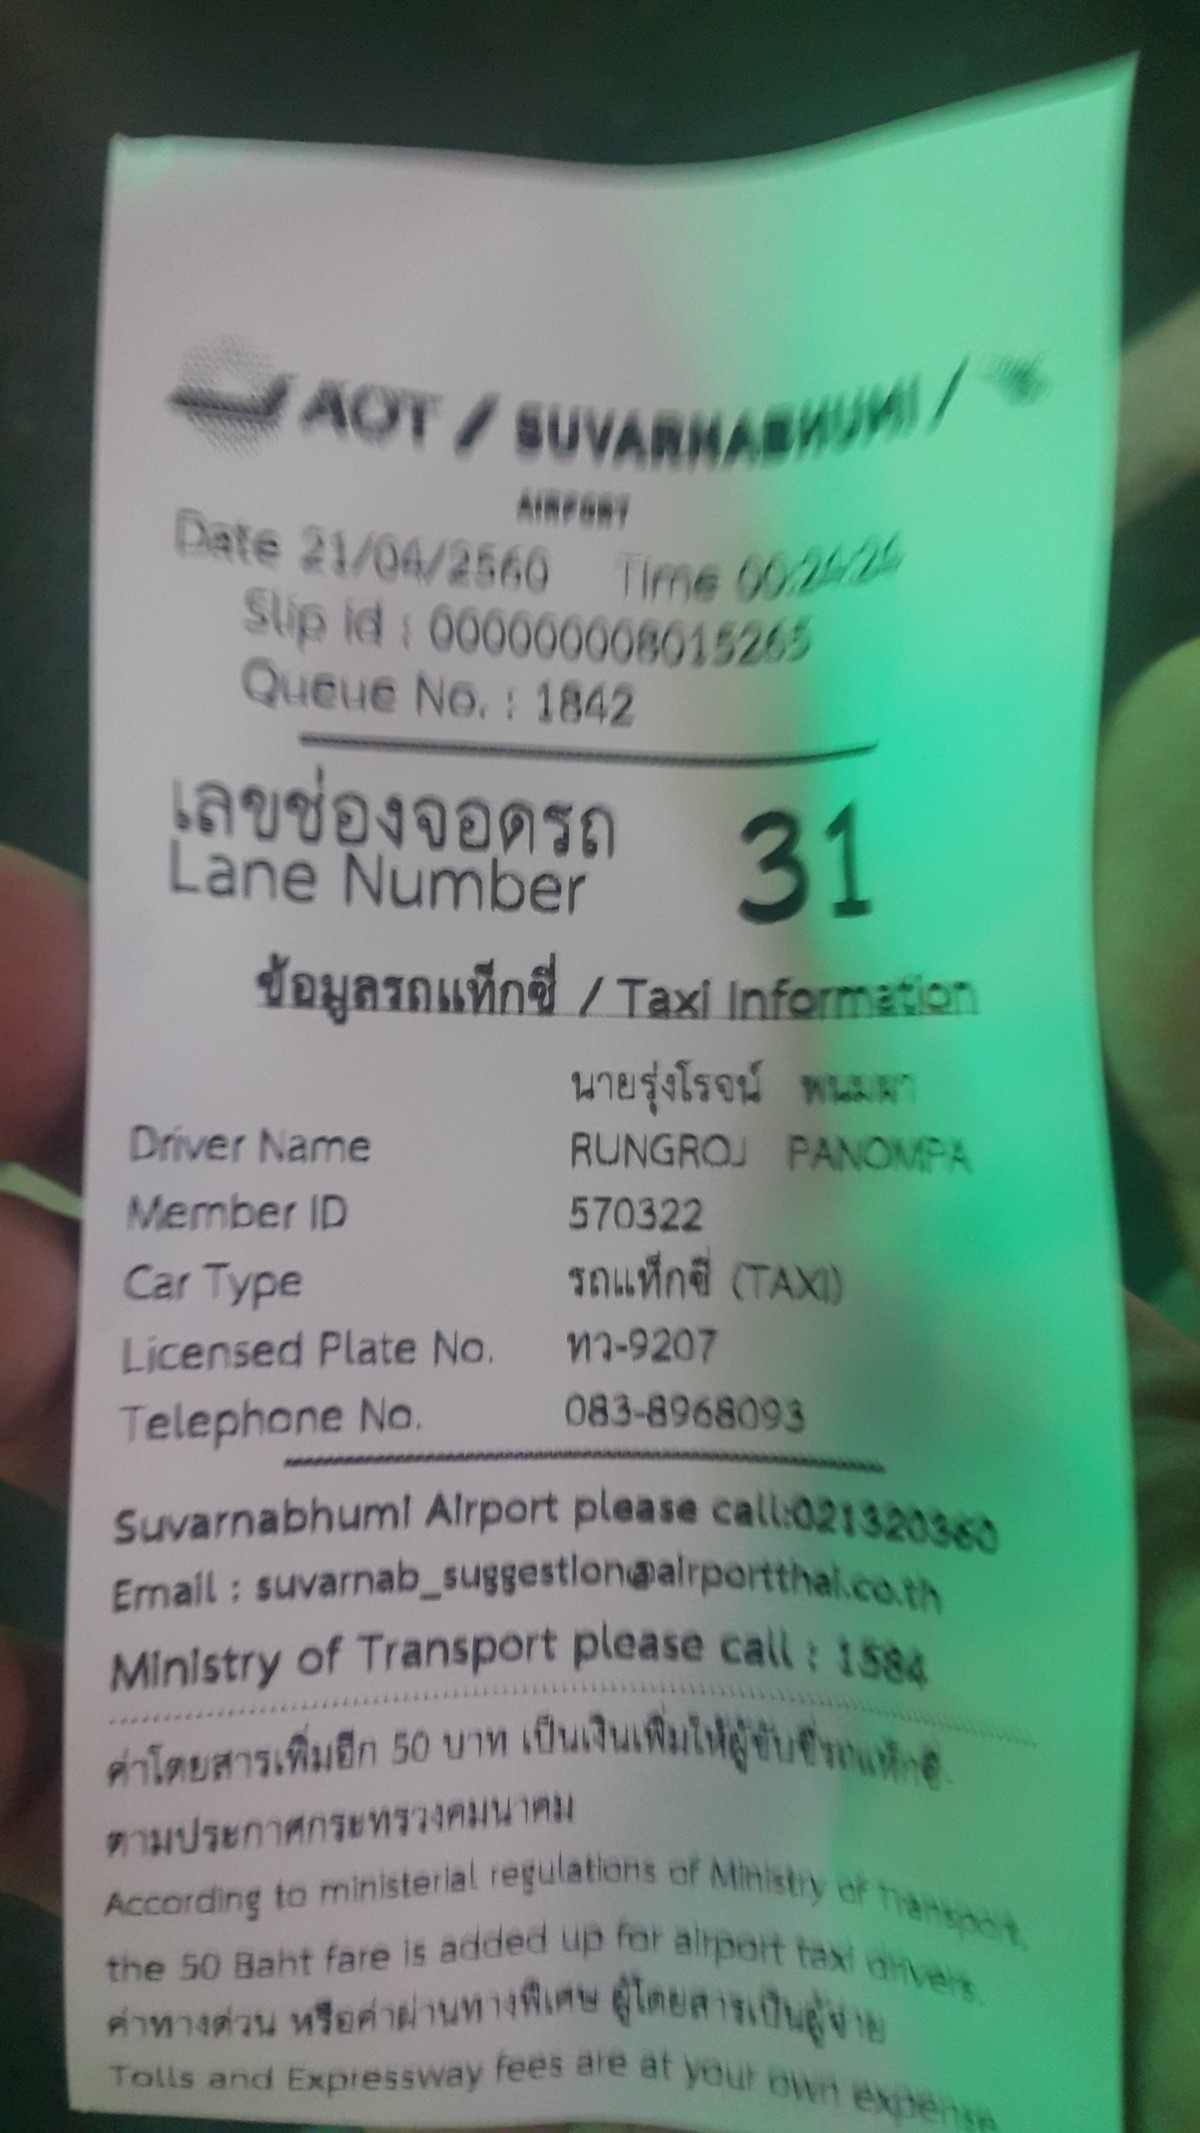 AOT / SUVARNABHUMI /
AIRPORT
Date 21/04/2560 Time 00:24:24
Slip id : 000000008015265
Queue No. : 1842
เลขช่องจอดรถ
Lane Number 31
ข้อมูลรถแท็กซี่ / Taxi Information
นายรุ่งโรจน์ พนมผา
Driver Name RUNGROJ PANOMPA
Member ID 570322
Car Type รถแท็กซี่ (TAXI)
Licensed Plate No. ทว-9207
Telephone No. 083-8968093
Suvarnabhumi Airport please call:021320360
Email : suvarnab_suggestion@airportthai.co.th
Ministry of Transport please call : 1584
ค่าโดยสารเพิ่มอีก 50 บาท เป็นเงินเพิ่มให้ผู้ขับขี่รถแท็กซี่
ตามประกาศกระทรวงคมนาคม
According to ministerial regulations of Ministry of Transport,
the 50 Baht fare is added up for airport taxi drivers.
ค่าทางด่วน หรือค่าผ่านทางพิเศษ ผู้โดยสารเป็นผู้จ่าย
Tolls and Expressway fees are at your own expense